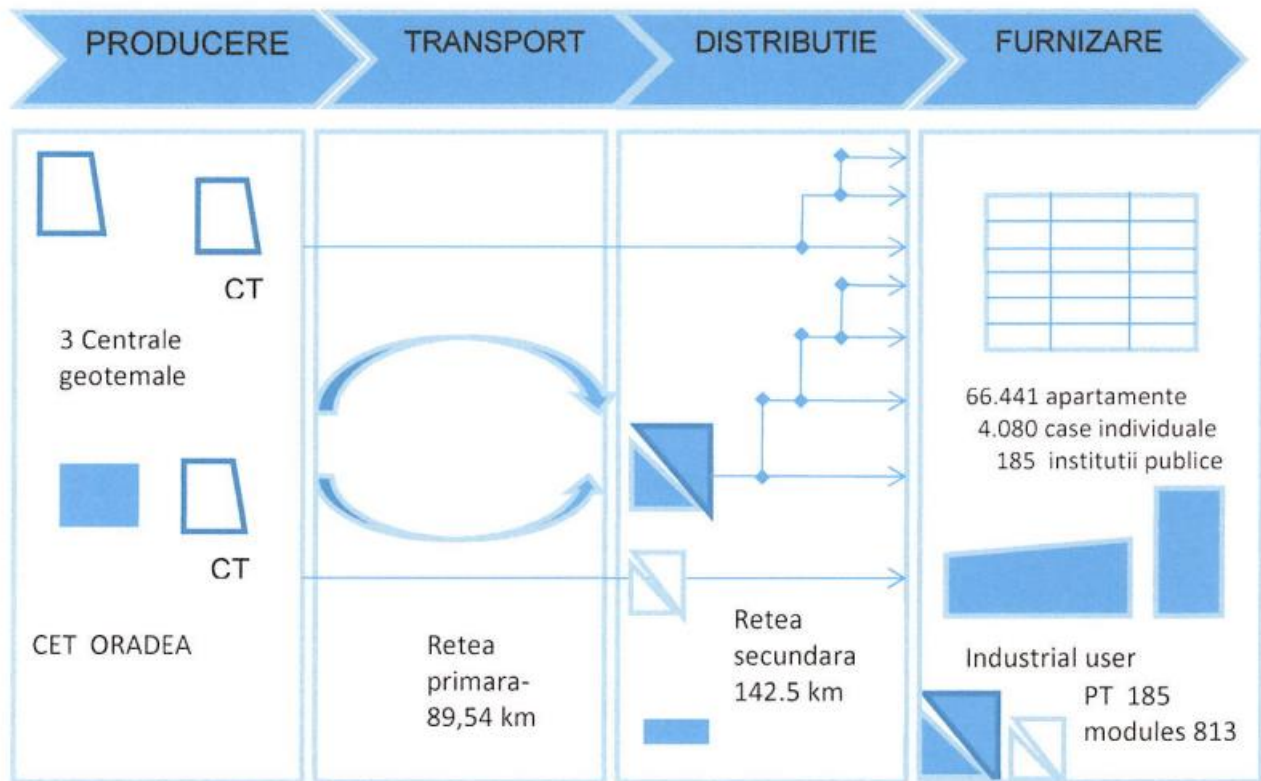 PRODUCERE
TRANSPORT
DISTRIBUTIE
FURNIZARE
CT
3 Centrale
geotemale
CT
CET ORADEA
Retea
primara-
89,54 km
Retea
secundara
142.5 km
66.441 apartamente
4.080 case individuale
185 institutii publice
Industrial user
PT 185
modules 813